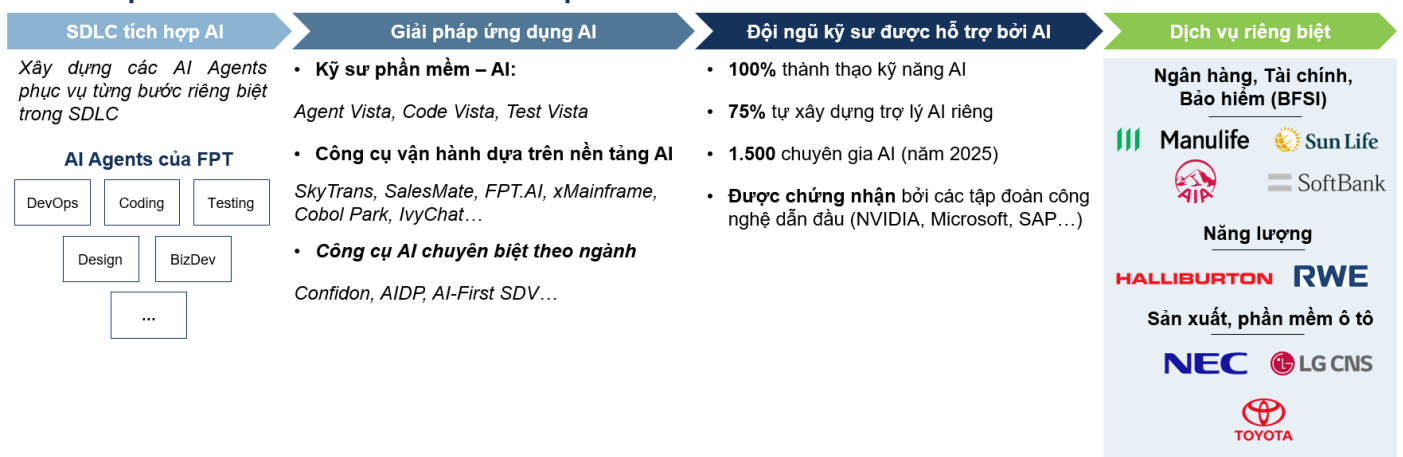 SDLC tích hợp AI
Giải pháp ứng dụng AI
Đội ngũ kỹ sư được hỗ trợ bởi AI
Dịch vụ riêng biệt
Xây dựng các AI Agents
phục vụ từng bước riêng biệt
trong SDLC
AI Agents của FPT
DevOps
Coding
Testing
Design
BizDev
...
• Kỹ sư phần mềm – AI:
Agent Vista, Code Vista, Test Vista
• Công cụ vận hành dựa trên nền tảng AI
SkyTrans, SalesMate, FPT.AI, xMainframe,
Cobol Park, IvyChat…
• Công cụ AI chuyên biệt theo ngành
Confidon, AIDP, AI-First SDV…
• 100% thành thạo kỹ năng AI
• 75% tự xây dựng trợ lý AI riêng
• 1.500 chuyên gia AI (năm 2025)
• Được chứng nhận bởi các tập đoàn công
nghệ dẫn đầu (NVIDIA, Microsoft, SAP…)
Ngân hàng, Tài chính,
Bảo hiểm (BFSI)
Manulife
Sun Life
AIA
SoftBank
Năng lượng
HALLIBURTON
RWE
Sản xuất, phần mềm ô tô
NEC
LG CNS
TOYOTA